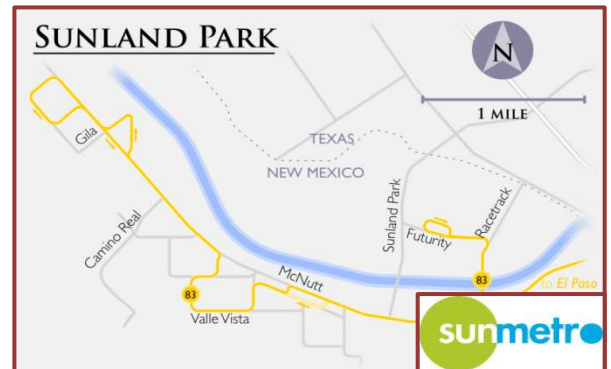 SUNLAND PARK
N
1 MILE
Gila
TEXAS
NEW MEXICO
Camino Real
Sunland Park
Racetrack
Futurity
McNutt
83
83
to El Paso
Valle Vista
sunmetro